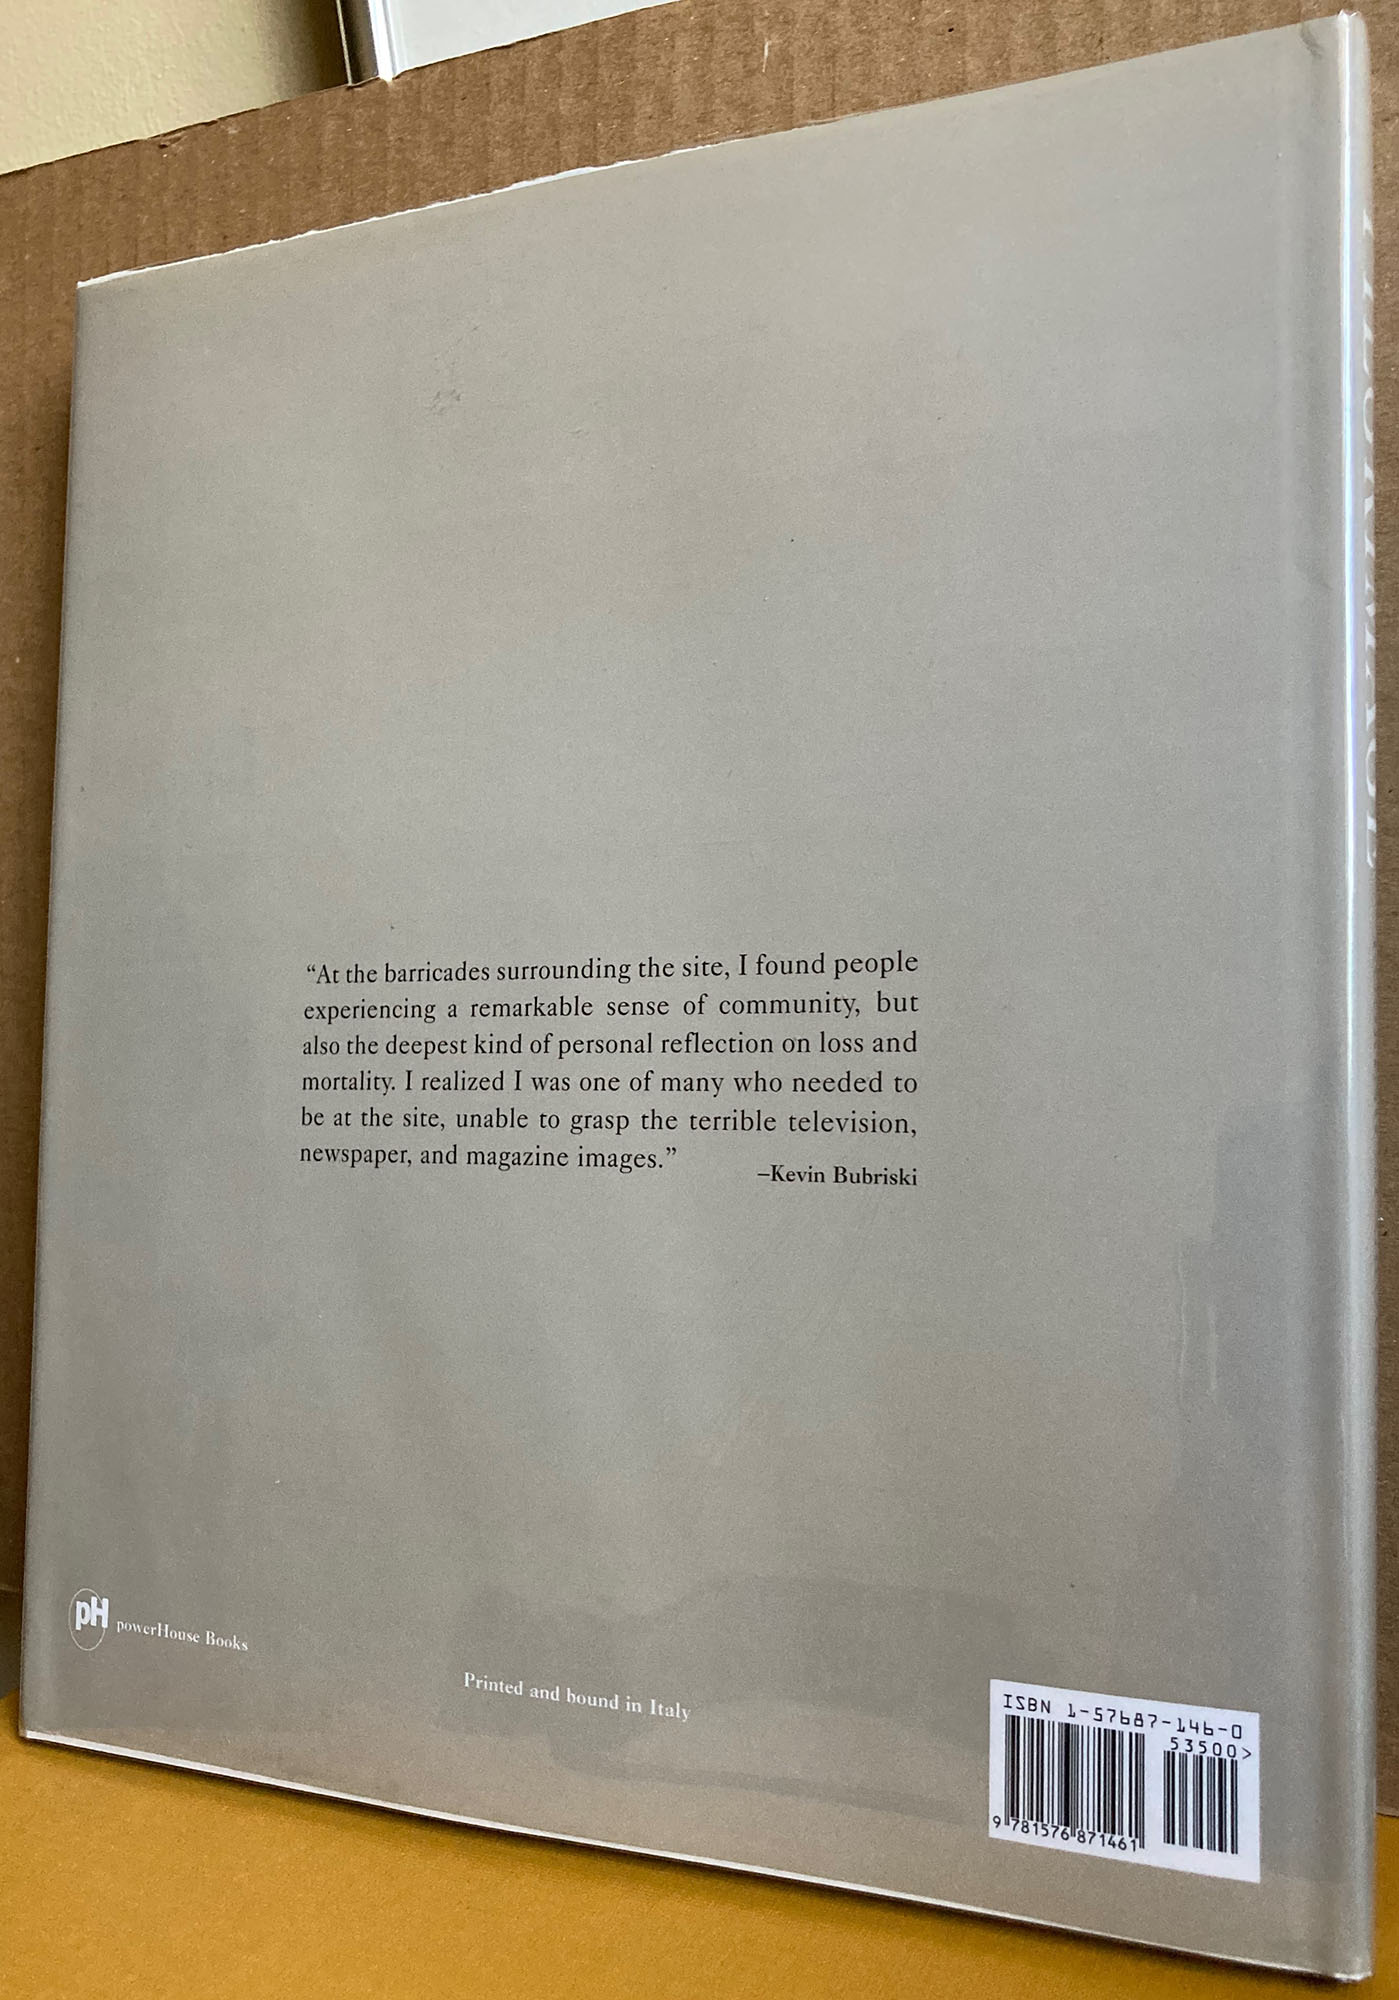 “At the barricades surrounding the site, I found people
experiencing a remarkable sense of community, but
also the deepest kind of personal reflection on loss and
mortality. I realized I was one of many who needed to
be at the site, unable to grasp the terrible television,
newspaper, and magazine images.”
–Kevin Bubriski
pH powerHouse Books
Printed and bound in Italy
ISBN 1-57687-146-0
53500>
9 781576 871461
PILGRIMAGE